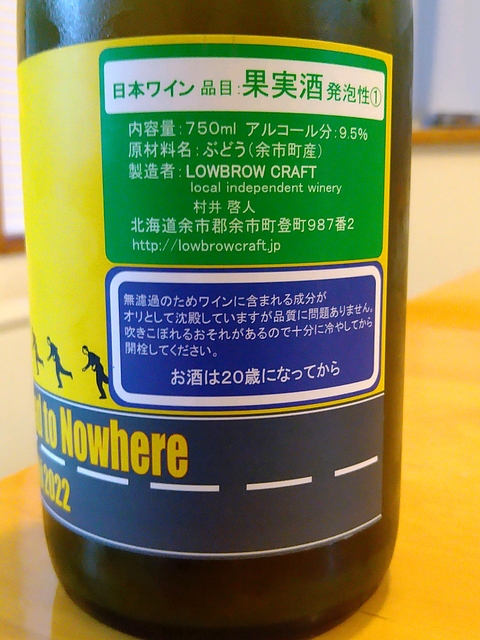 日本ワイン 品目：果実酒 発泡性①
内容量：750ml アルコール分：9.5%
原材料名：ぶどう（余市町産）
製造者：LOWBROW CRAFT
local independent winery
村井 啓人
北海道余市郡余市町登町987番2
http://lowbrowcraft.jp
無濾過のためワインに含まれる成分が
オリとして沈殿していますが品質に問題ありません。
吹きこぼれるおそれがあるので十分に冷やしてから
開栓してください。
お酒は20歳になってから
to Nowhere
2022